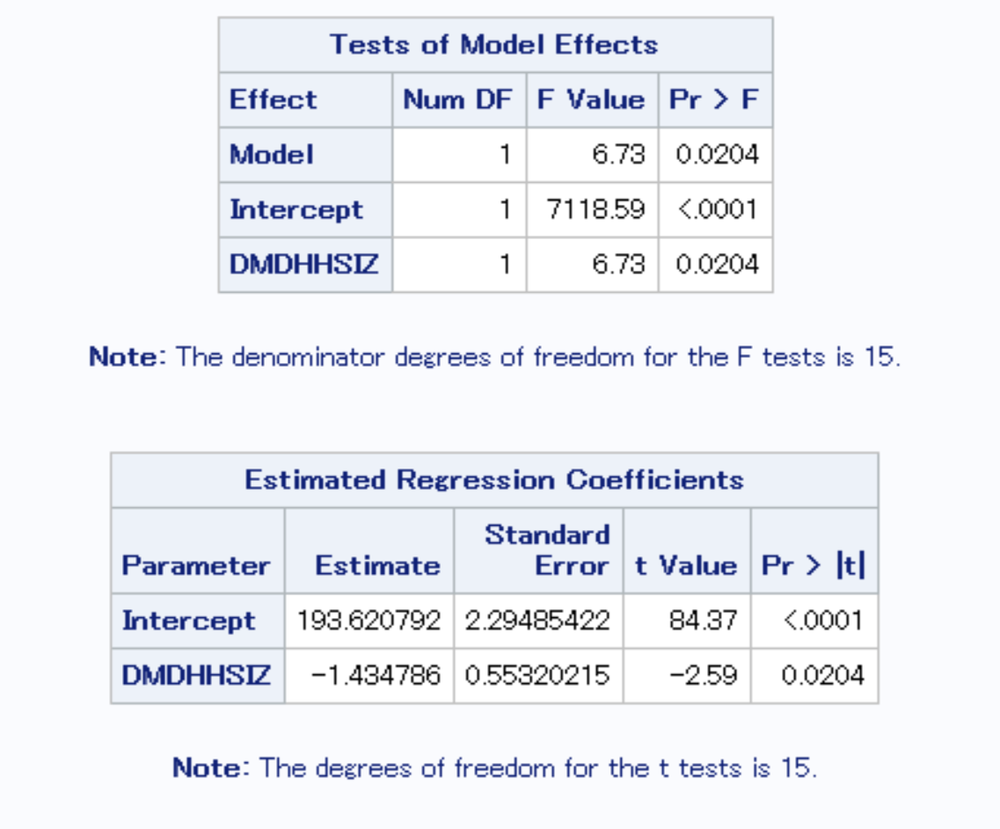 Tests of Model Effects
Effect Num DF F Value Pr > F
Model 1 6.73 0.0204
Intercept 1 7118.59 <.0001
DMDHHSIZ 1 6.73 0.0204
Note: The denominator degrees of freedom for the F tests is 15.
Estimated Regression Coefficients
Parameter Estimate Standard Error t Value Pr > |t|
Intercept 193.620792 2.29485422 84.37 <.0001
DMDHHSIZ -1.434786 0.55320215 -2.59 0.0204
Note: The degrees of freedom for the t tests is 15.